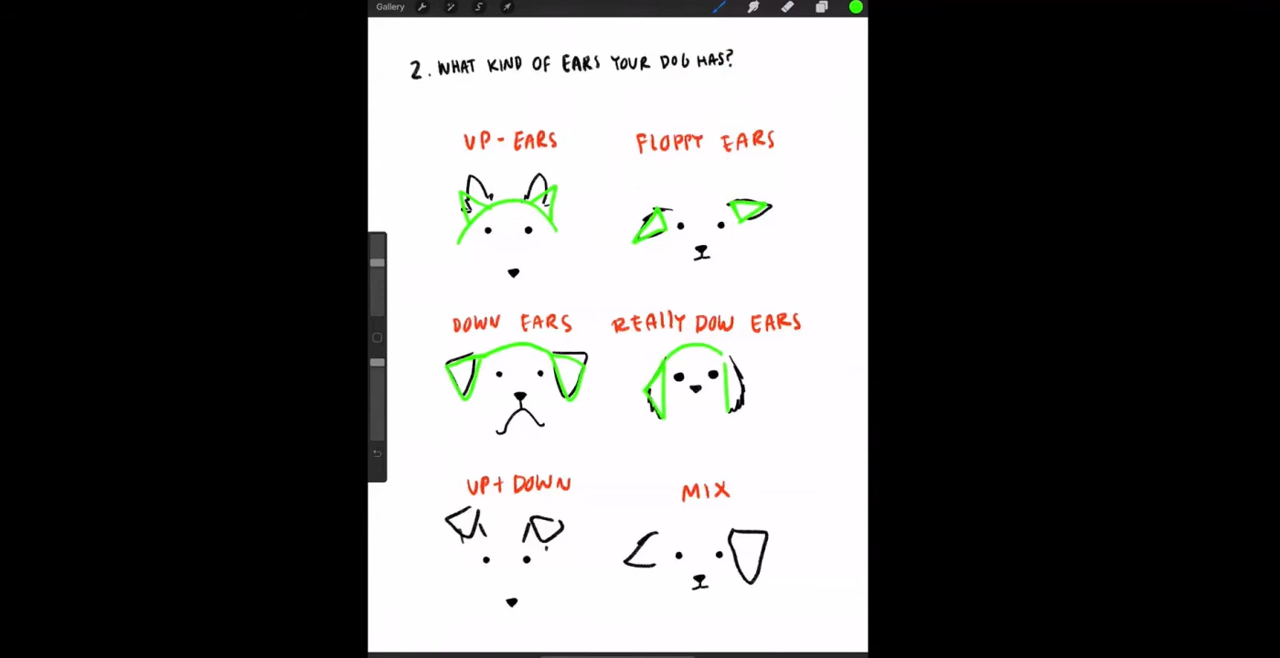 Gallery
2. WHAT KIND OF EARS YOUR DOG HAS?
UP-EARS
FLOPPY EARS
DOWN EARS
REAllY DOW EARS
UP+DOWN
MIX